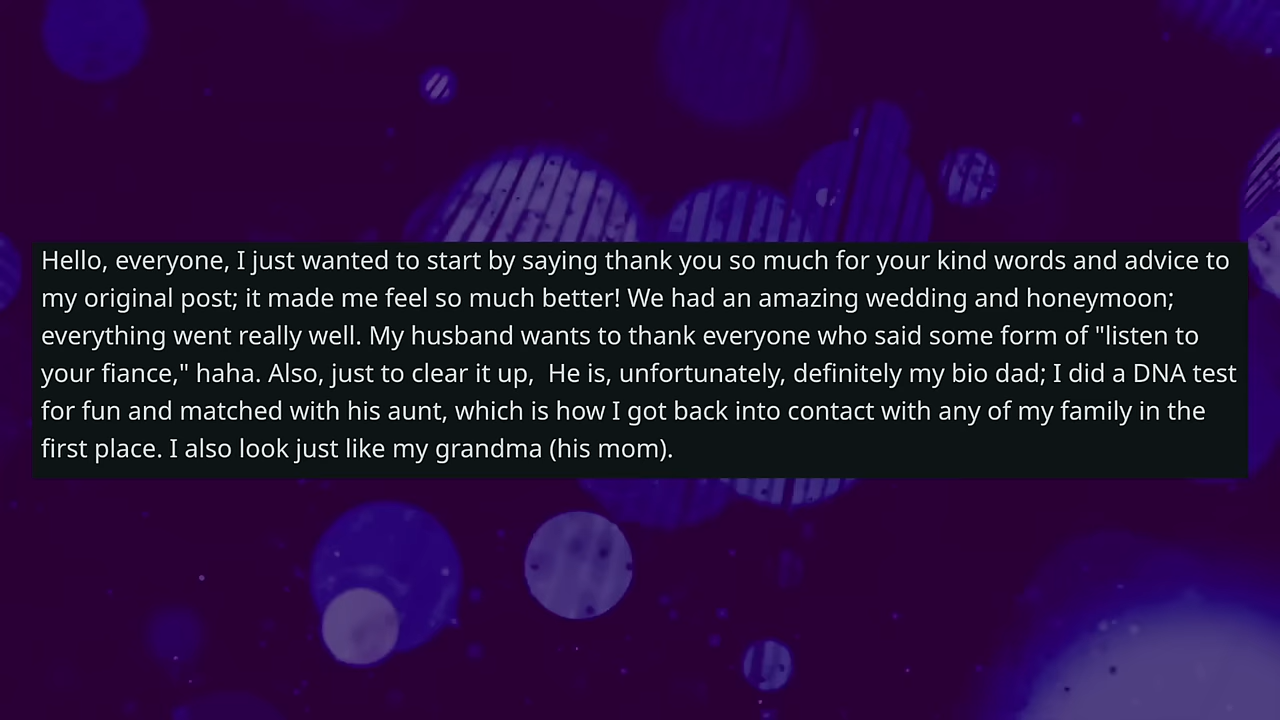 Hello, everyone, I just wanted to start by saying thank you so much for your kind words and advice to
my original post; it made me feel so much better! We had an amazing wedding and honeymoon;
everything went really well. My husband wants to thank everyone who said some form of "listen to
your fiance," haha. Also, just to clear it up,  He is, unfortunately, definitely my bio dad; I did a DNA test
for fun and matched with his aunt, which is how I got back into contact with any of my family in the
first place. I also look just like my grandma (his mom).